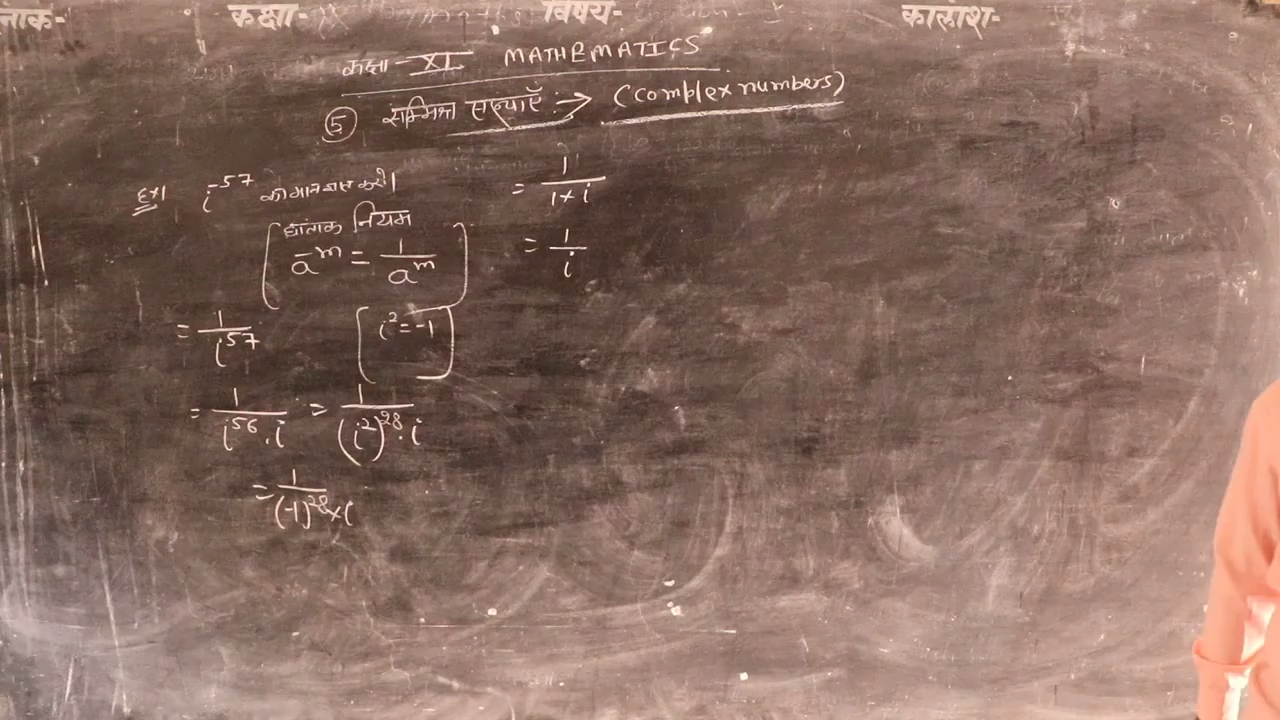 कक्षा- विषय- कालांश-
कक्षा - XI MATHEMATICS
⑤ सम्मिश्र संख्याएँ :→ (complex numbers)
Ex1 i⁻⁵⁷ का मान ज्ञात करो।
[घातांक नियम
a⁻ᵐ = 1/aᵐ]
= 1/i⁵⁷ [i² = -1]
= 1/(i⁵⁶ . i) = 1/((i²)²⁸ . i)
= 1/((-1)²⁸ × i)
= 1/(1 × i)
= 1/i